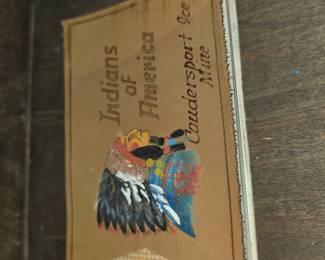 Indians
of
America
Coudersport Ice
Mine